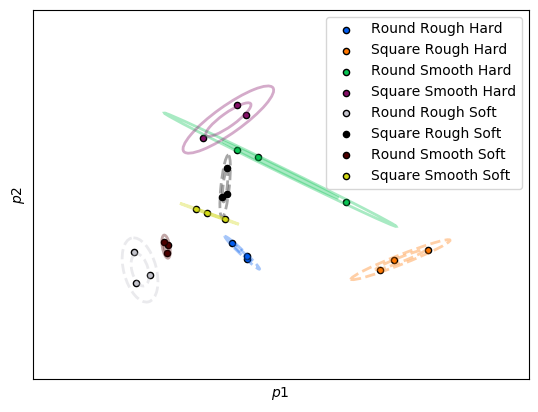 Round Rough Hard
Square Rough Hard
Round Smooth Hard
Square Smooth Hard
Round Rough Soft
Square Rough Soft
Round Smooth Soft
Square Smooth Soft
p2
p1